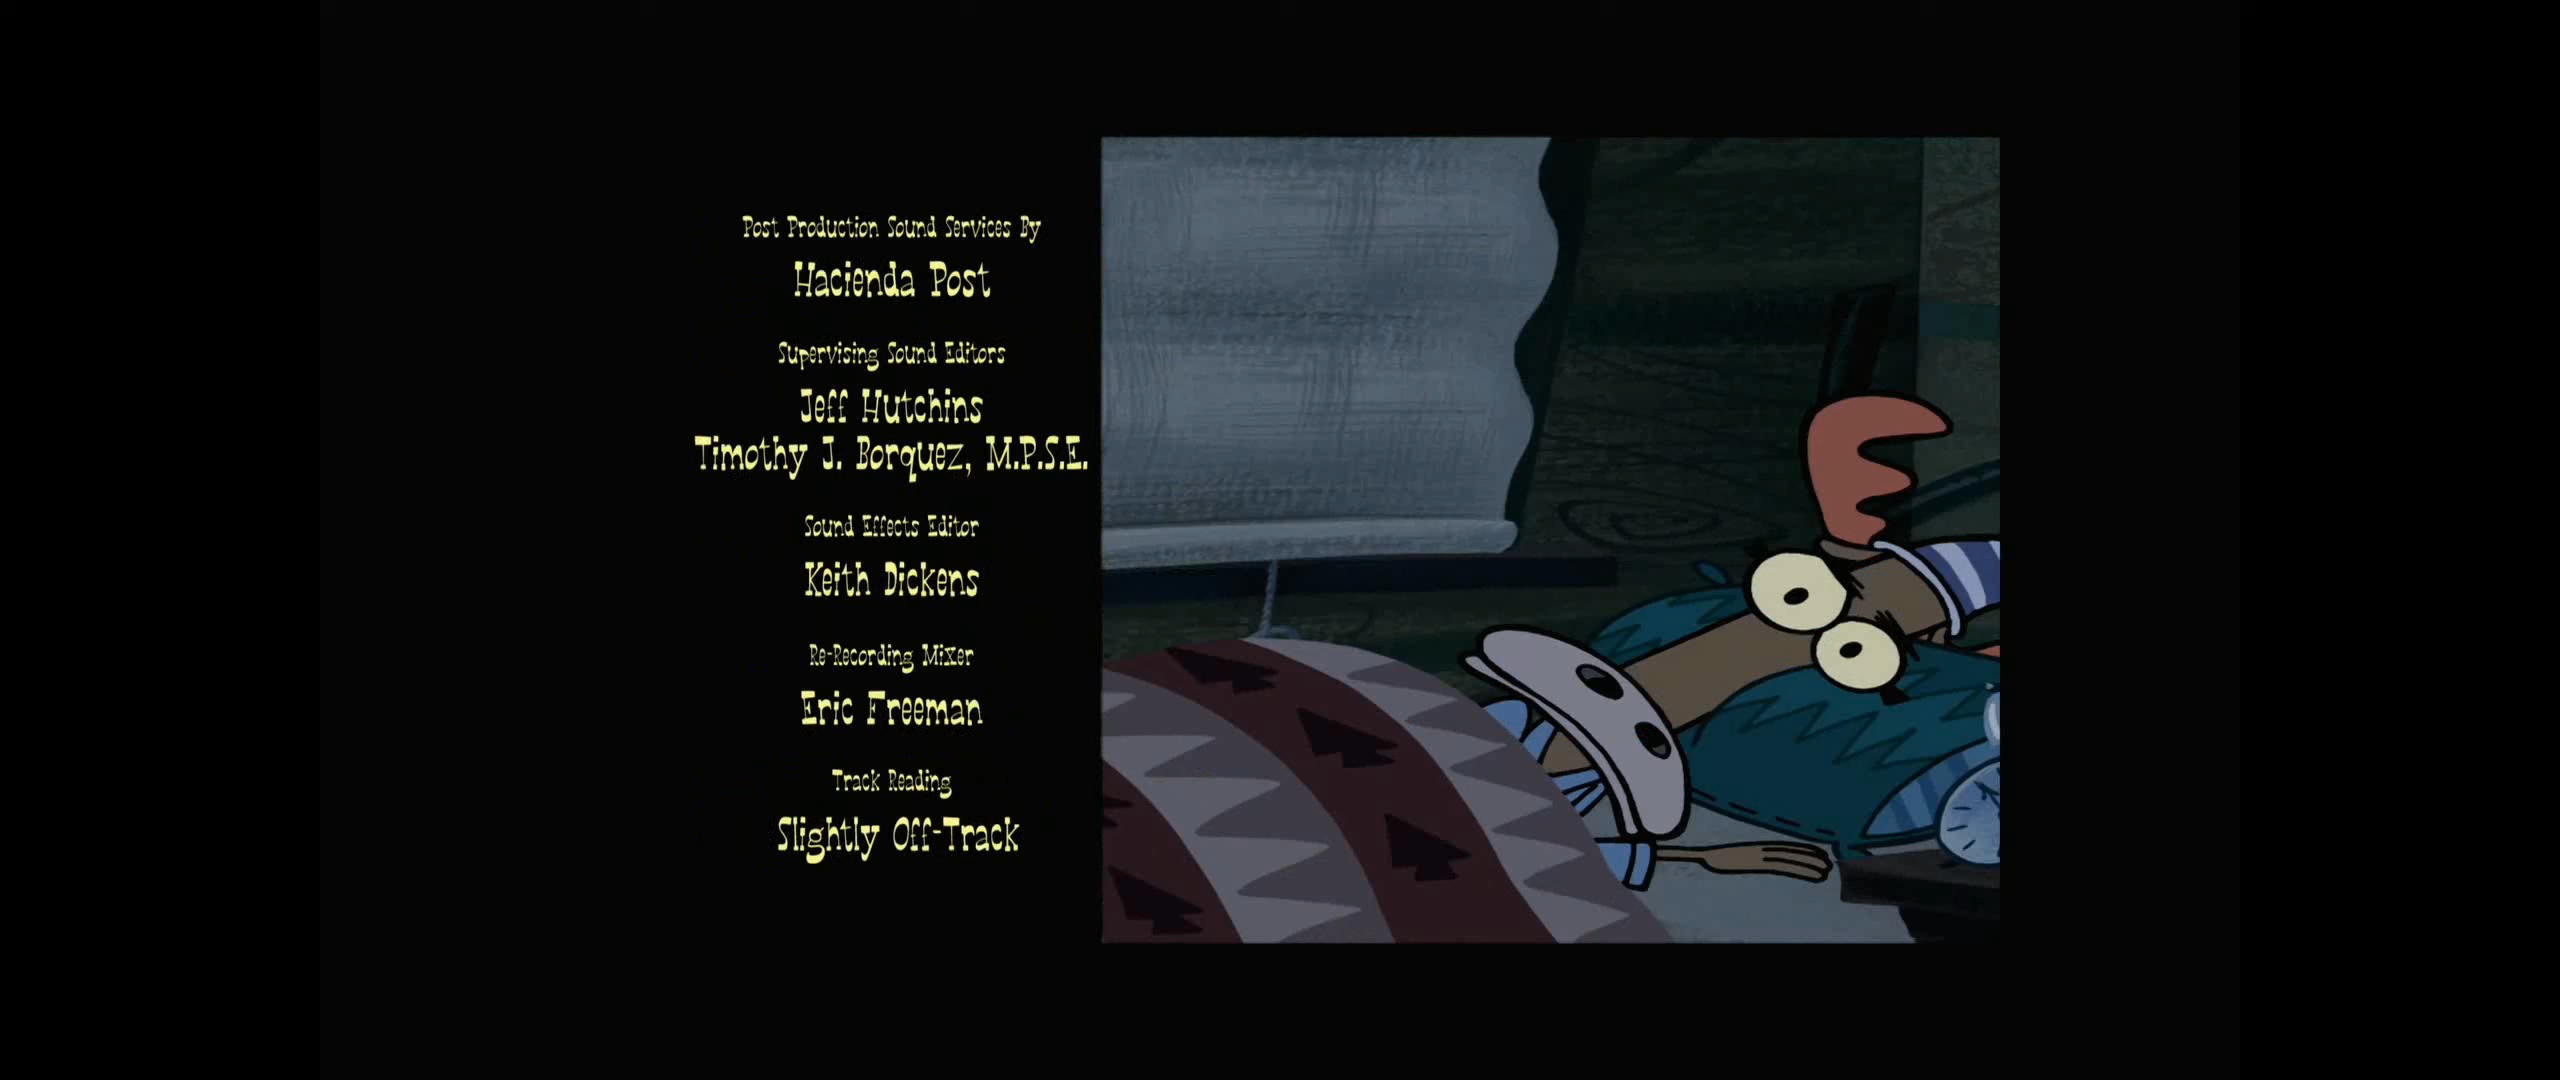 Post Production Sound Services By
Hacienda Post
Supervising Sound Editors
Jeff Hutchins
Timothy J. Borquez, M.P.S.E.
Sound Effects Editor
Keith Dickens
Re-Recording Mixer
Eric Freeman
Track Reading
Slightly Off-Track